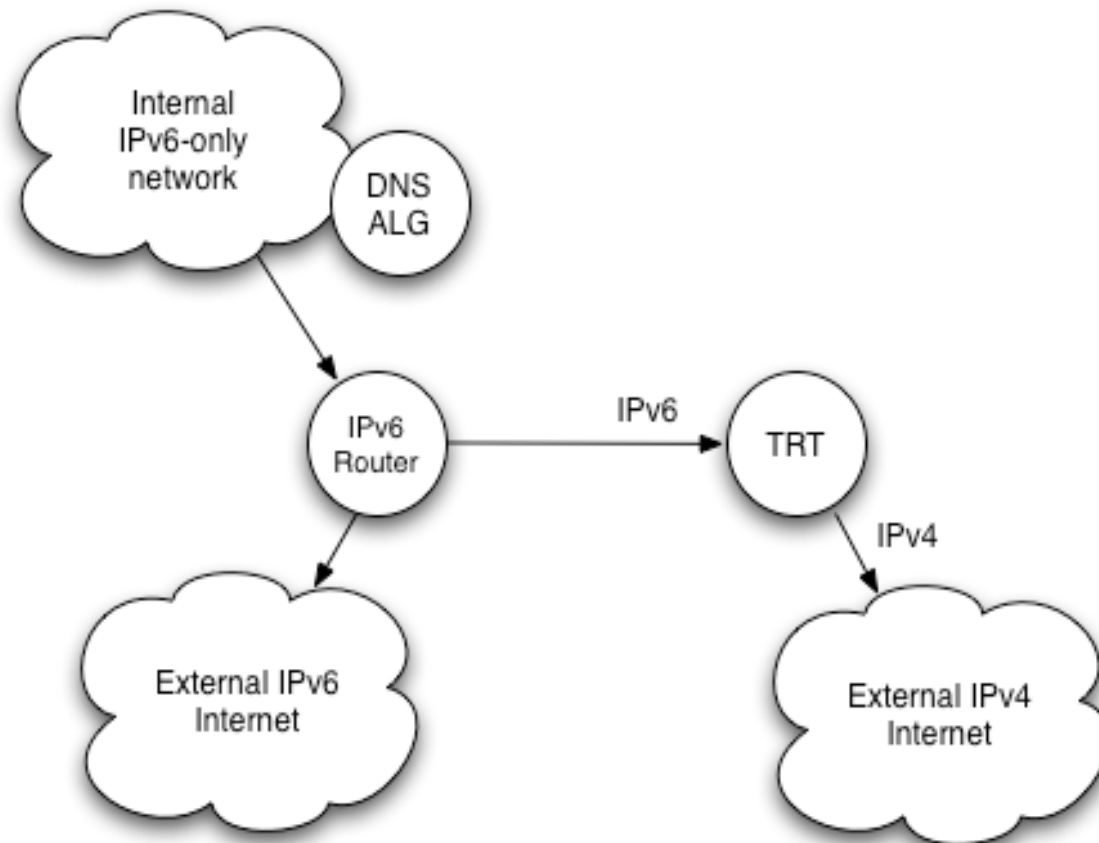 Internal
IPv6-only
network
DNS
ALG
IPv6
Router
IPv6
TRT
IPv4
External IPv6
Internet
External IPv4
Internet